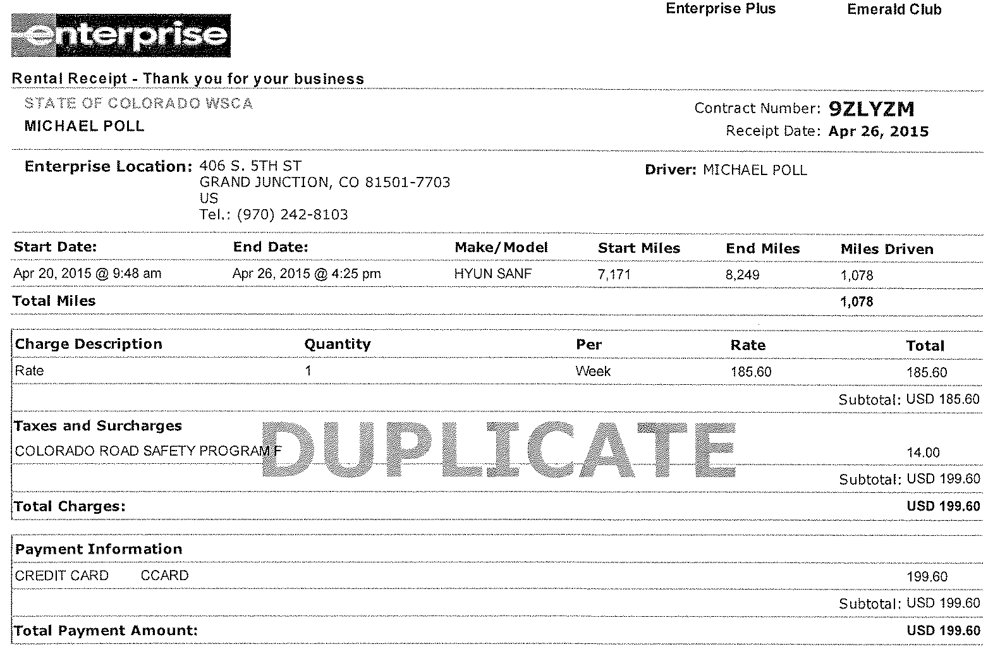 Enterprise Plus Emerald Club
enterprise
Rental Receipt - Thank you for your business
STATE OF COLORADO WSCA
MICHAEL POLL
Contract Number: 9ZLYZM
Receipt Date: Apr 26, 2015
Enterprise Location: 406 S. 5TH ST
GRAND JUNCTION, CO 81501-7703
US
Tel.: (970) 242-8103
Driver: MICHAEL POLL
Start Date: End Date: Make/Model Start Miles End Miles Miles Driven
Apr 20, 2015 @ 9:48 am Apr 26, 2015 @ 4:25 pm HYUN SANF 7,171 8,249 1,078
Total Miles 1,078
Charge Description Quantity Per Rate Total
Rate 1 Week 185.60 185.60
Subtotal: USD 185.60
Taxes and Surcharges
DUPLICATE
COLORADO ROAD SAFETY PROGRAM F 14.00
Subtotal: USD 199.60
Total Charges: USD 199.60
Payment Information
CREDIT CARD CCARD 199.60
Subtotal: USD 199.60
Total Payment Amount: USD 199.60